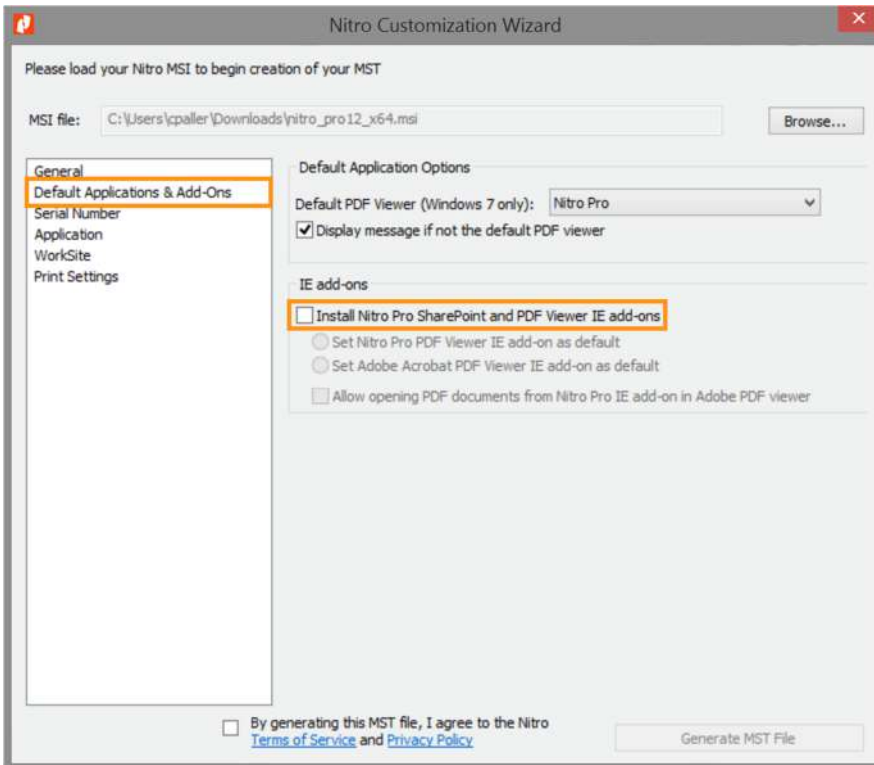 Nitro Customization Wizard
Please load your Nitro MSI to begin creation of your MST
MSI file: C:\Users\cpaller\Downloads\nitro_pro12_x64.msi Browse...
General
Default Applications & Add-Ons
Serial Number
Application
WorkSite
Print Settings
Default Application Options
Default PDF Viewer (Windows 7 only): Nitro Pro
Display message if not the default PDF viewer
IE add-ons
Install Nitro Pro SharePoint and PDF Viewer IE add-ons
Set Nitro Pro PDF Viewer IE add-on as default
Set Adobe Acrobat PDF Viewer IE add-on as default
Allow opening PDF documents from Nitro Pro IE add-on in Adobe PDF viewer
By generating this MST file, I agree to the Nitro
Terms of Service and Privacy Policy
Generate MST File